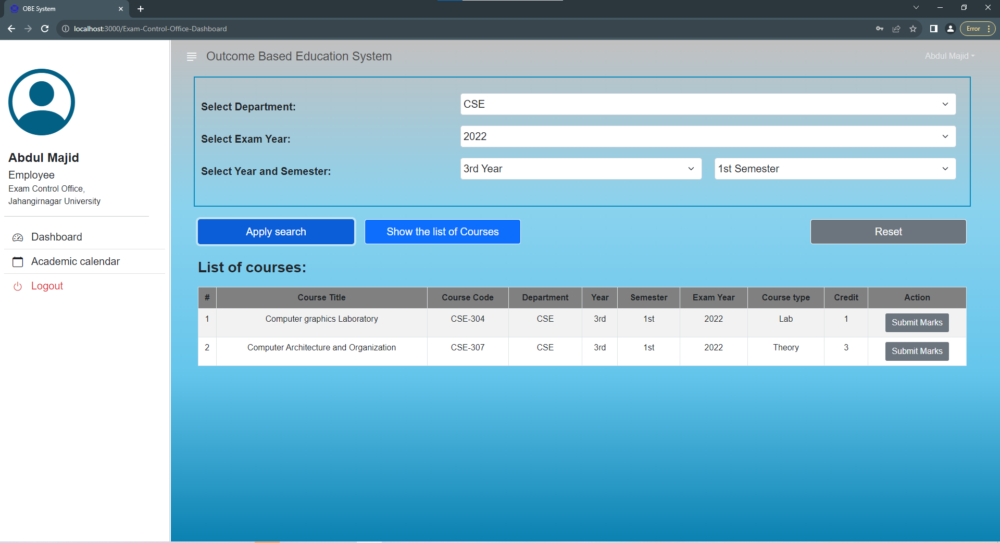 OBE System
localhost:3000/Exam-Control-Office-Dashboard
Error
Outcome Based Education System
Abdul Majid
Abdul Majid
Employee
Exam Control Office,
Jahangirnagar University
Dashboard
Academic calendar
Logout
Select Department:
CSE
Select Exam Year:
2022
Select Year and Semester:
3rd Year
1st Semester
Apply search
Show the list of Courses
Reset
List of courses:
# Course Title Course Code Department Year Semester Exam Year Course type Credit Action
1 Computer graphics Laboratory CSE-304 CSE 3rd 1st 2022 Lab 1 Submit Marks
2 Computer Architecture and Organization CSE-307 CSE 3rd 1st 2022 Theory 3 Submit Marks